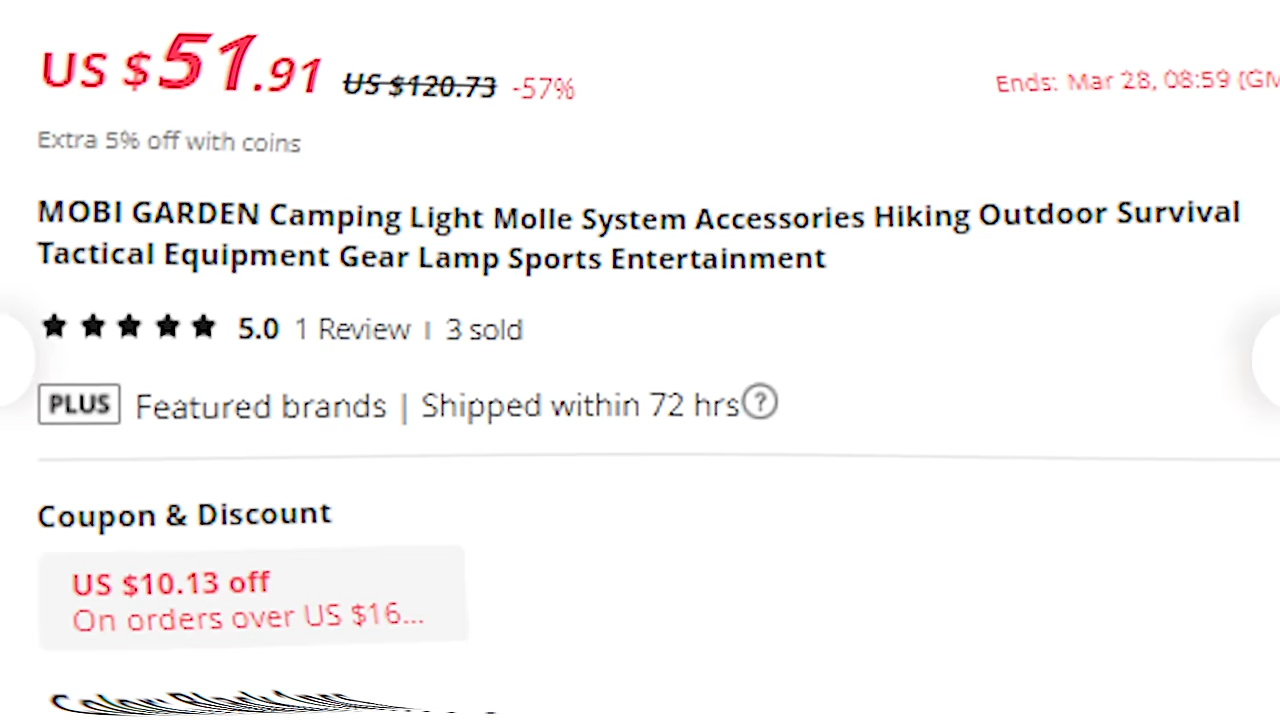 US $51.91 US $120.73 -57% Ends: Mar 28, 08:59 (GM
Extra 5% off with coins
MOBI GARDEN Camping Light Molle System Accessories Hiking Outdoor Survival
Tactical Equipment Gear Lamp Sports Entertainment
5.0 1 Review | 3 sold
PLUS Featured brands | Shipped within 72 hrs?
Coupon & Discount
US $10.13 off
On orders over US $16...
Color: